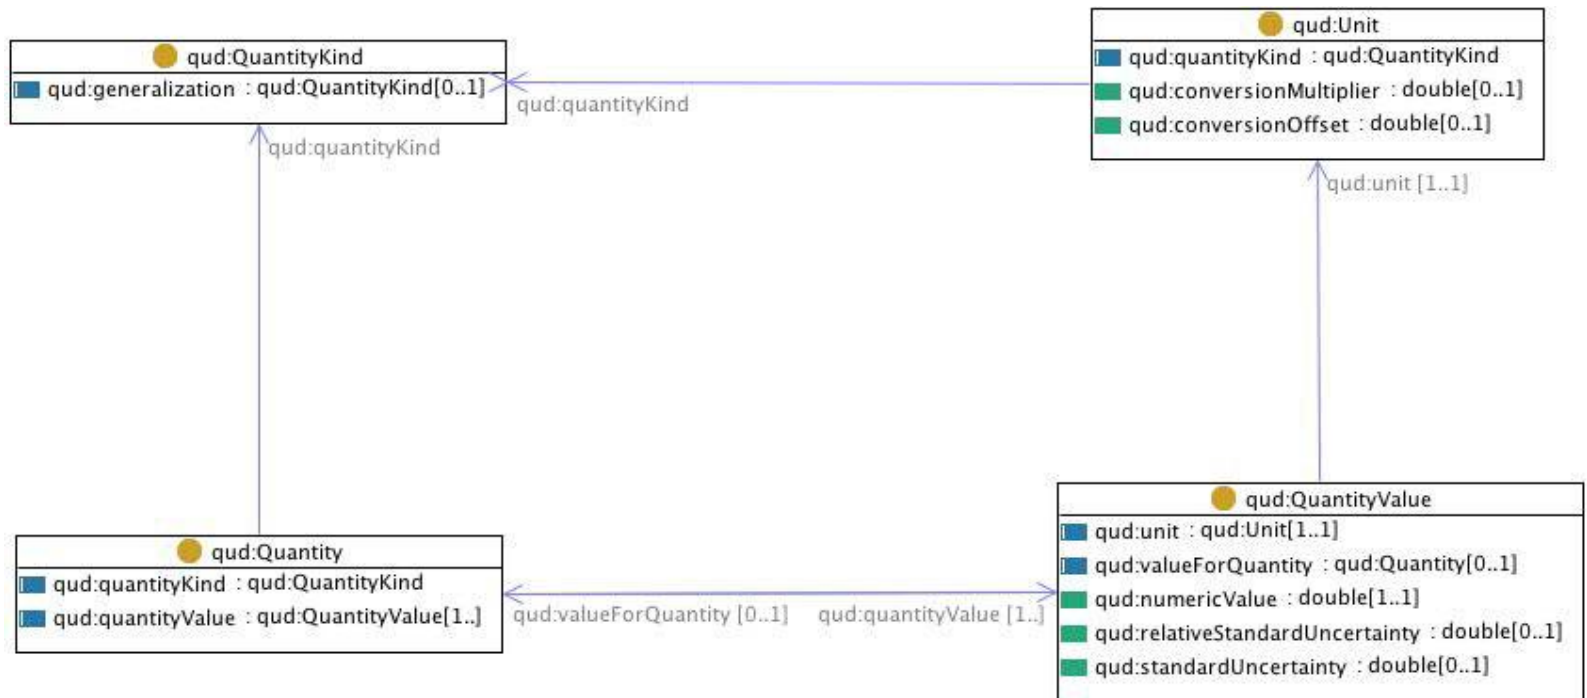 qud:QuantityKind
qud:generalization : qud:QuantityKind[0..1]
qud:quantityKind
qud:quantityKind
qud:Unit
qud:quantityKind : qud:QuantityKind
qud:conversionMultiplier : double[0..1]
qud:conversionOffset : double[0..1]
qud:unit [1..1]
qud:Quantity
qud:quantityKind : qud:QuantityKind
qud:quantityValue : qud:QuantityValue[1..]
qud:valueForQuantity [0..1]
qud:quantityValue [1..]
qud:QuantityValue
qud:unit : qud:Unit[1..1]
qud:valueForQuantity : qud:Quantity[0..1]
qud:numericValue : double[1..1]
qud:relativeStandardUncertainty : double[0..1]
qud:standardUncertainty : double[0..1]